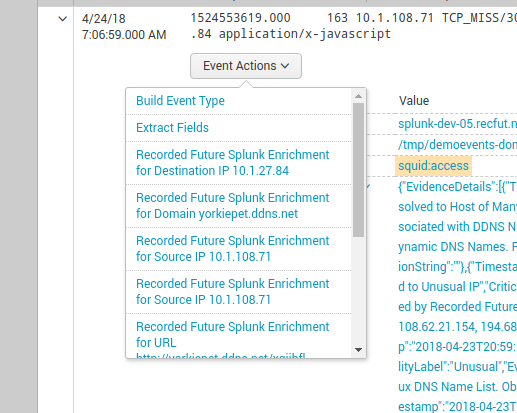 4/24/18
7:06:59.000 AM
1524553619.000 163 10.1.108.71 TCP_MISS/30
.84 application/x-javascript
Event Actions
Build Event Type
Extract Fields
Recorded Future Splunk Enrichment
for Destination IP 10.1.27.84
Recorded Future Splunk Enrichment
for Domain yorkiepet.ddns.net
Recorded Future Splunk Enrichment
for Source IP 10.1.108.71
Recorded Future Splunk Enrichment
for Source IP 10.1.108.71
Recorded Future Splunk Enrichment
for URL
Value
splunk-dev-05.recfut.n
/tmp/demoevents-don
squid:access
{"EvidenceDetails":[{"T
solved to Host of Many
sociated with DDNS N
ynamic DNS Names. R
ionString":""},{"Timesta
d to Unusual IP","Critic
ed by Recorded Future
108.62.21.154, 194.68
p":"2018-04-23T20:59:
lityLabel":"Unusual","Ev
ux DNS Name List. Ob
estamp":"2018-04-23T